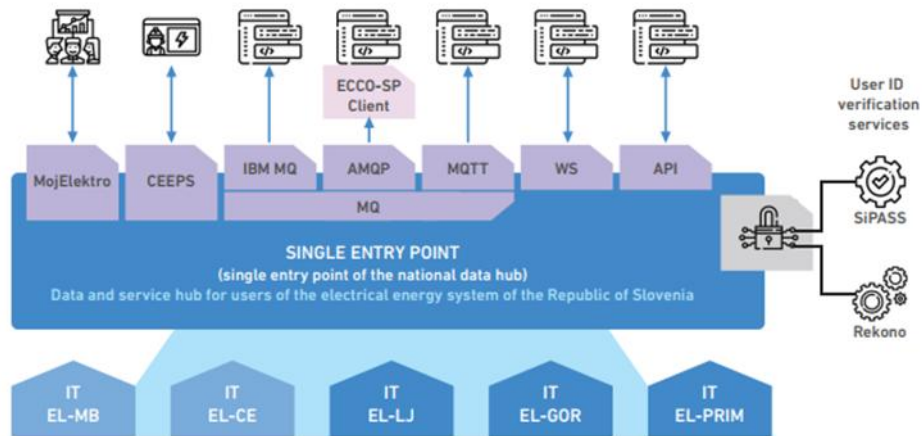 ECCO-SP
Client
User ID
verification
services
MojElektro
CEEPS
IBM MQ
AMQP
MQTT
WS
API
MQ
SiPASS
SINGLE ENTRY POINT
(single entry point of the national data hub)
Data and service hub for users of the electrical energy system of the Republic of Slovenia
Rekono
IT
EL-MB
IT
EL-CE
IT
EL-LJ
IT
EL-GOR
IT
EL-PRIM